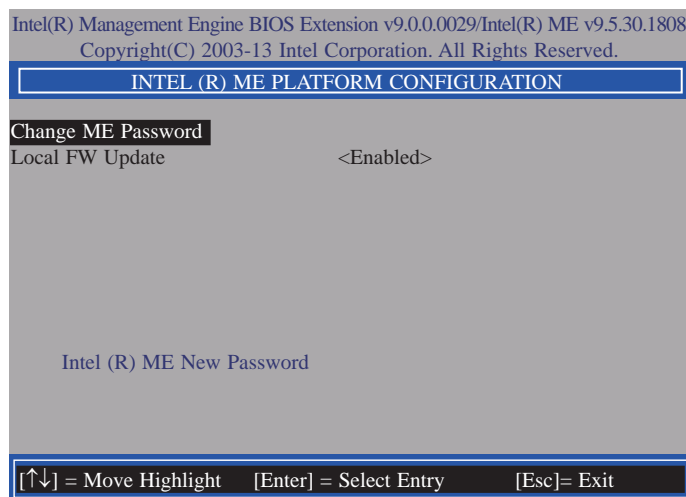 Intel(R) Management Engine BIOS Extension v9.0.0.0029/Intel(R) ME v9.5.30.1808
Copyright(C) 2003-13 Intel Corporation. All Rights Reserved.
INTEL (R) ME PLATFORM CONFIGURATION
Change ME Password
Local FW Update <Enabled>
Intel (R) ME New Password
[↑↓] = Move Highlight [Enter] = Select Entry [Esc]= Exit